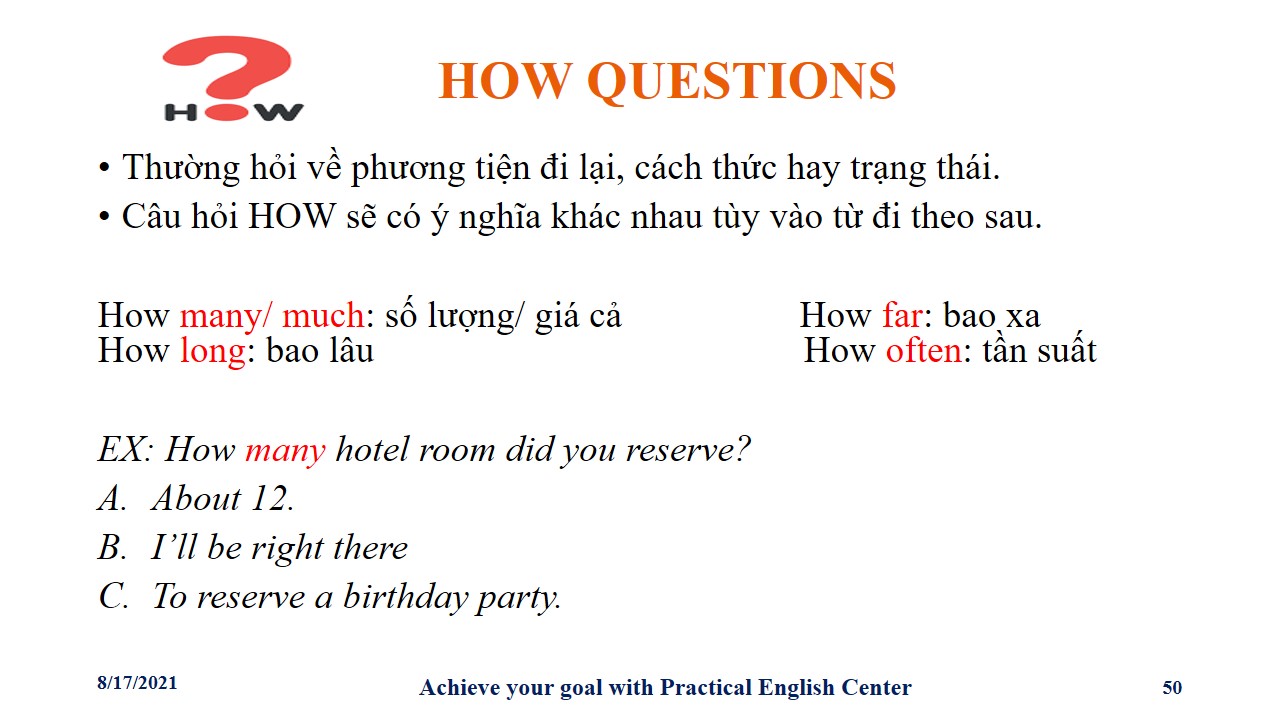 HOW
HOW QUESTIONS
• Thường hỏi về phương tiện đi lại, cách thức hay trạng thái.
• Câu hỏi HOW sẽ có ý nghĩa khác nhau tùy vào từ đi theo sau.
How many/ much: số lượng/ giá cả How far: bao xa
How long: bao lâu How often: tần suất
EX: How many hotel room did you reserve?
A. About 12.
B. I’ll be right there
C. To reserve a birthday party.
8/17/2021 Achieve your goal with Practical English Center 50